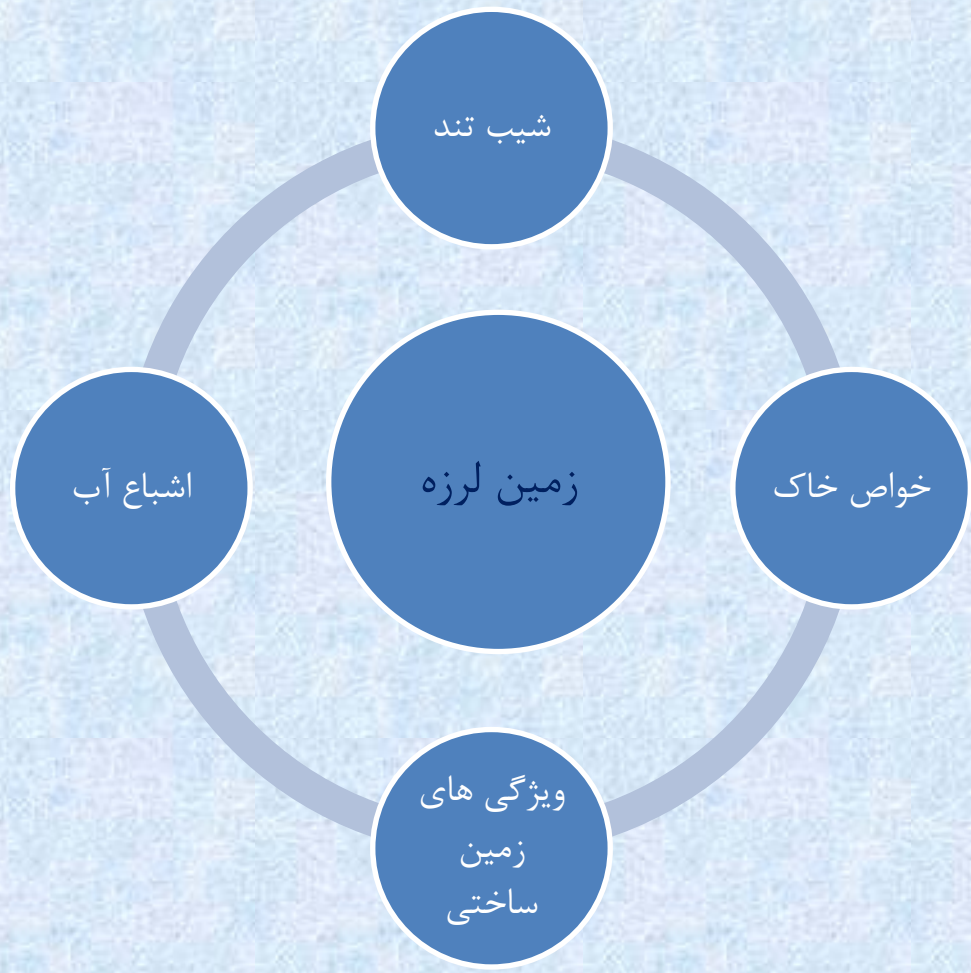 شیب تند
خواص خاک
زمین لرزه
اشباع آب
ویژگی های
زمین
ساختی